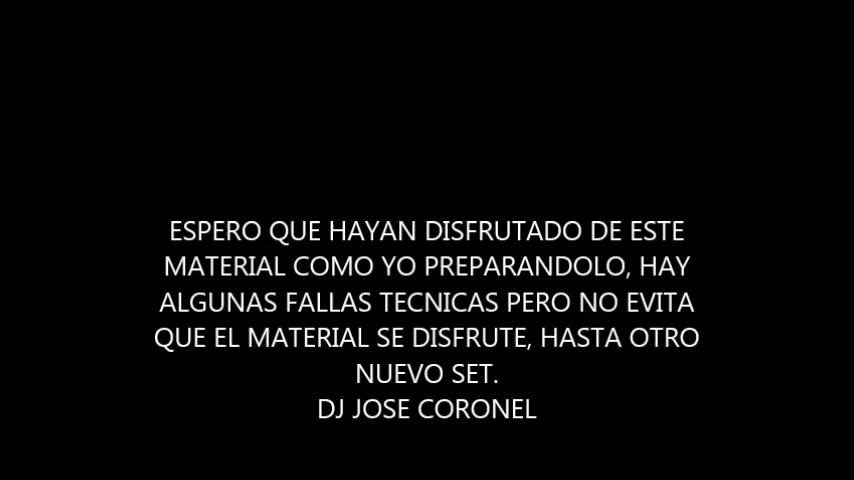 ESPERO QUE HAYAN DISFRUTADO DE ESTE
MATERIAL COMO YO PREPARANDOLO, HAY
ALGUNAS FALLAS TECNICAS PERO NO EVITA
QUE EL MATERIAL SE DISFRUTE, HASTA OTRO
NUEVO SET.
DJ JOSE CORONEL